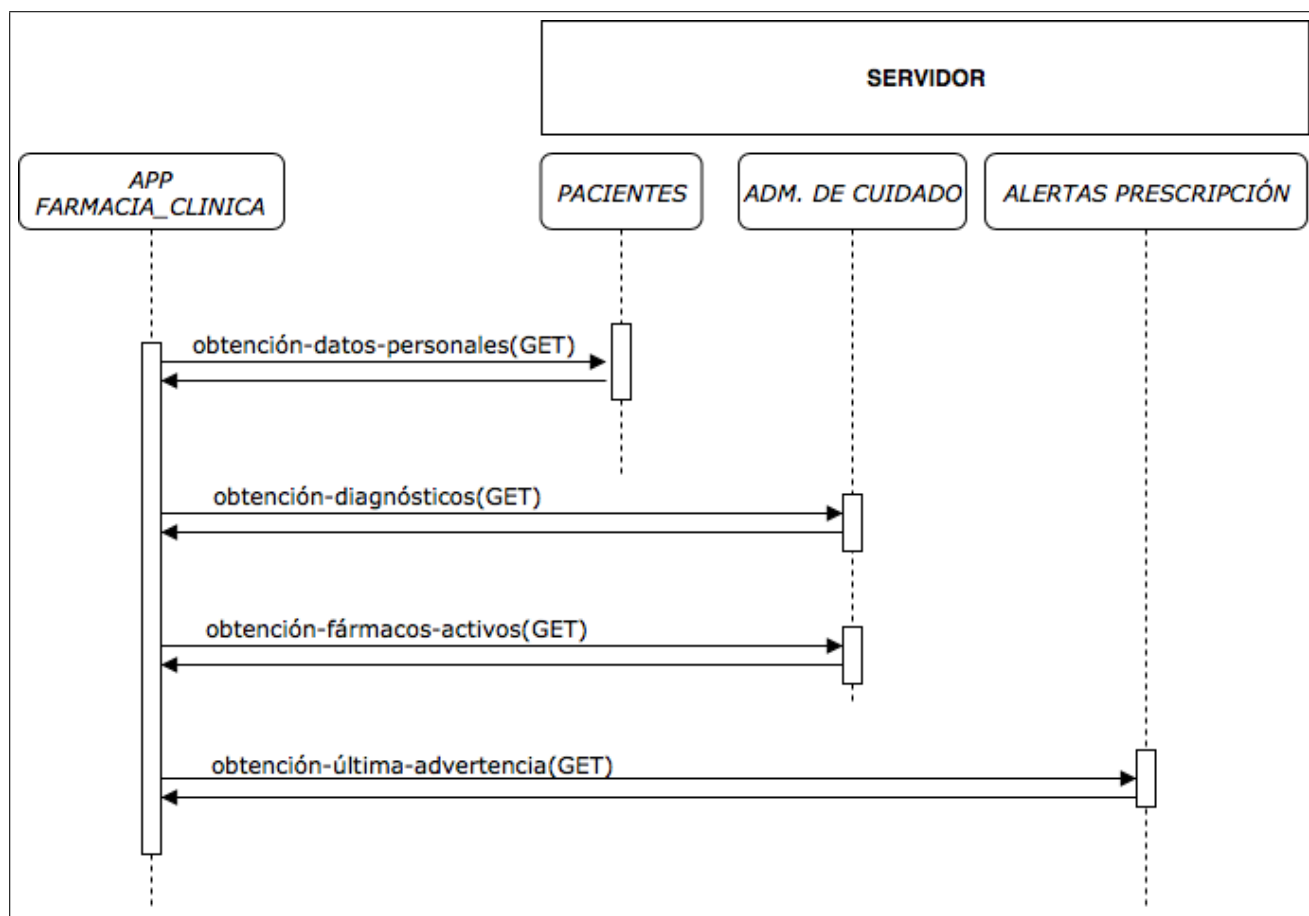 SERVIDOR
APP
FARMACIA_CLINICA
PACIENTES
ADM. DE CUIDADO
ALERTAS PRESCRIPCIÓN
obtención-datos-personales(GET)
obtención-diagnósticos(GET)
obtención-fármacos-activos(GET)
obtención-última-advertencia(GET)